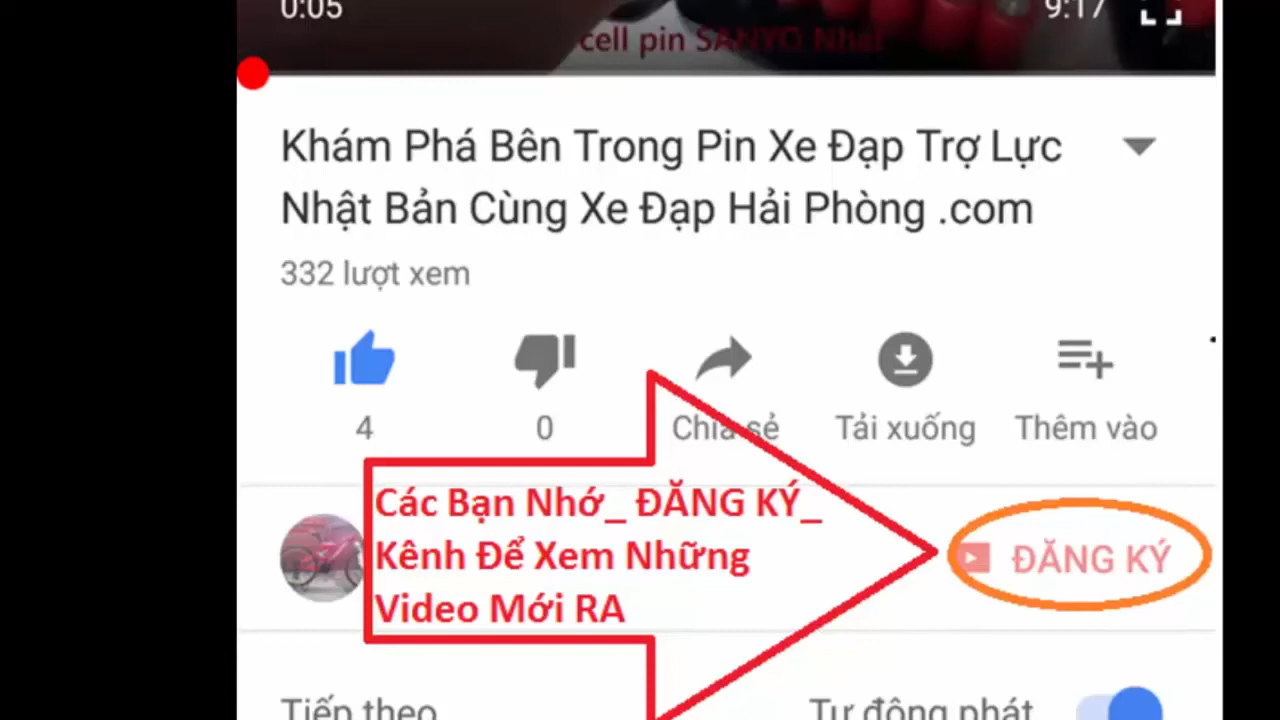 0:05
9:17
cell pin SANYO Nhật
Khám Phá Bên Trong Pin Xe Đạp Trợ Lực
Nhật Bản Cùng Xe Đạp Hải Phòng .com
332 lượt xem
4
0
Chia sẻ
Tải xuống
Thêm vào
Các Bạn Nhớ_ ĐĂNG KÝ_
Kênh Để Xem Những
Video Mới RA
ĐĂNG KÝ
Tiếp theo
Tự động phát